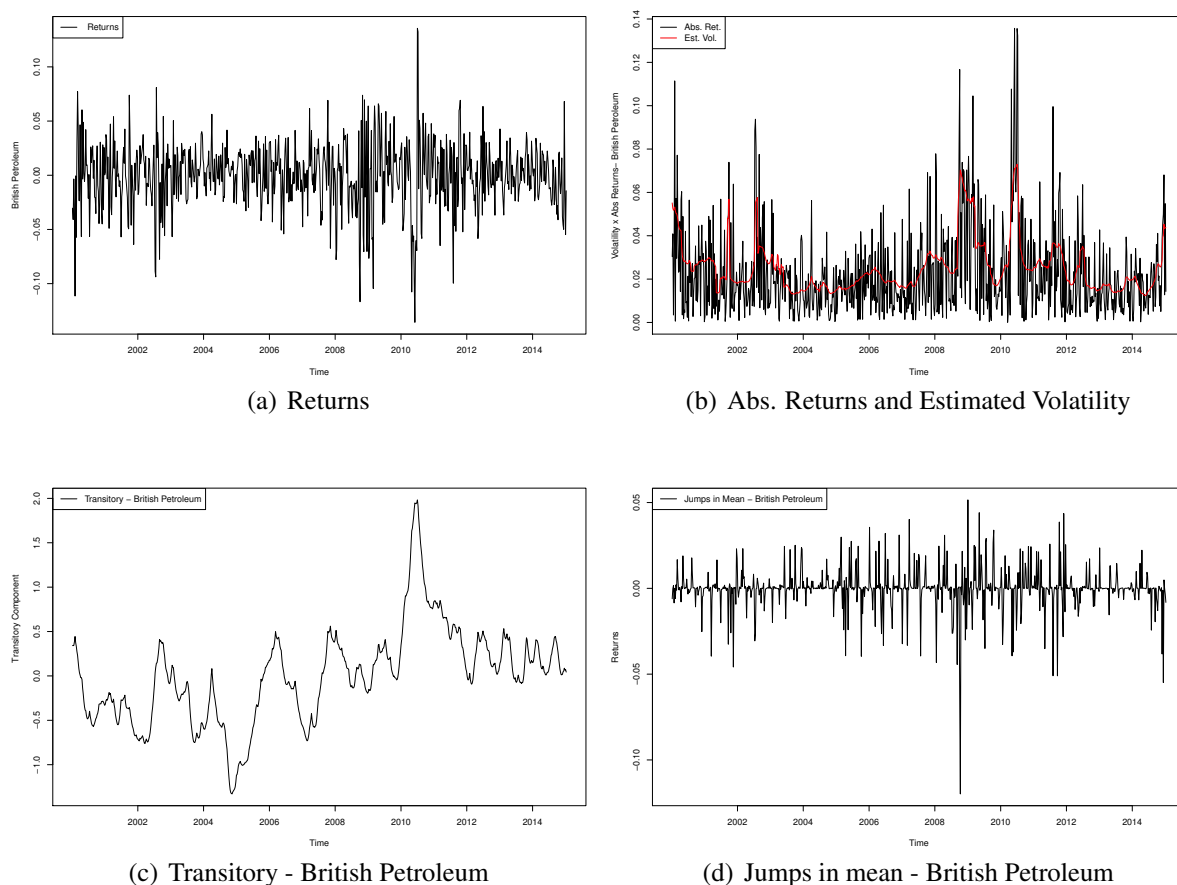 Returns
British Petroleum
0.10
0.05
0.00
−0.05
−0.10
2002 2004 2006 2008 2010 2012 2014
Time
(a) Returns
Abs. Ret.
Est. Vol.
Volatility x Abs Returns− British Petroleum
0.14
0.12
0.10
0.08
0.06
0.04
0.02
0.00
2002 2004 2006 2008 2010 2012 2014
Time
(b) Abs. Returns and Estimated Volatility
Transitory − British Petroleum
Transitory Component
2.0
1.5
1.0
0.5
0.0
−0.5
−1.0
2002 2004 2006 2008 2010 2012 2014
Time
(c) Transitory - British Petroleum
Jumps in Mean − British Petroleum
Returns
0.05
0.00
−0.05
−0.10
2002 2004 2006 2008 2010 2012 2014
Time
(d) Jumps in mean - British Petroleum